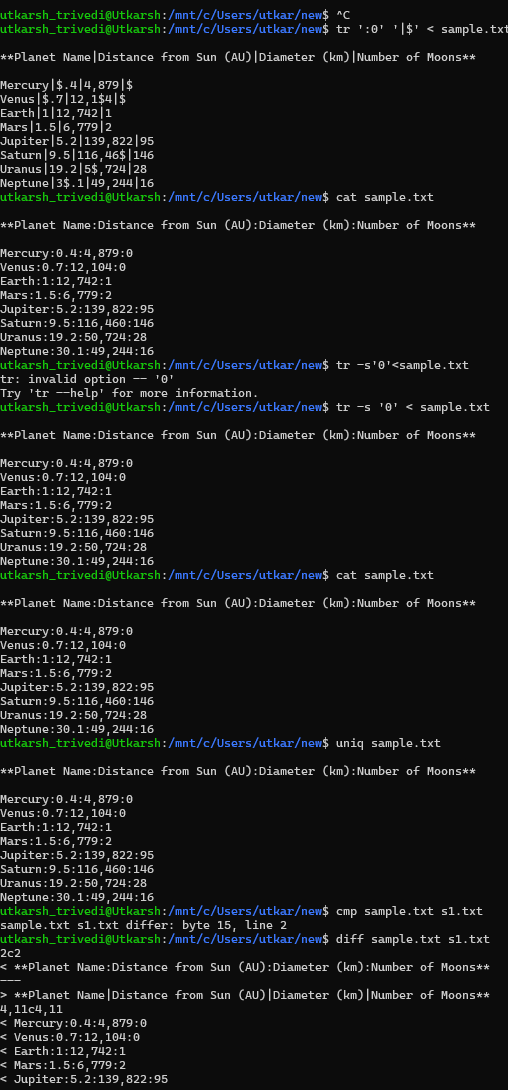 utkarsh_trivedi@Utkarsh:/mnt/c/Users/utkar/new$ ^C
utkarsh_trivedi@Utkarsh:/mnt/c/Users/utkar/new$ tr ':0' '|$' < sample.txt
**Planet Name|Distance from Sun (AU)|Diameter (km)|Number of Moons**
Mercury|$.4|4,879|$
Venus|$.7|12,1$4|$
Earth|1|12,742|1
Mars|1.5|6,779|2
Jupiter|5.2|139,822|95
Saturn|9.5|116,46$|146
Uranus|19.2|5$,724|28
Neptune|3$.1|49,244|16
utkarsh_trivedi@Utkarsh:/mnt/c/Users/utkar/new$ cat sample.txt
**Planet Name:Distance from Sun (AU):Diameter (km):Number of Moons**
Mercury:0.4:4,879:0
Venus:0.7:12,104:0
Earth:1:12,742:1
Mars:1.5:6,779:2
Jupiter:5.2:139,822:95
Saturn:9.5:116,460:146
Uranus:19.2:50,724:28
Neptune:30.1:49,244:16
utkarsh_trivedi@Utkarsh:/mnt/c/Users/utkar/new$ tr -s'0'<sample.txt
tr: invalid option -- '0'
Try 'tr --help' for more information.
utkarsh_trivedi@Utkarsh:/mnt/c/Users/utkar/new$ tr -s '0' < sample.txt
**Planet Name:Distance from Sun (AU):Diameter (km):Number of Moons**
Mercury:0.4:4,879:0
Venus:0.7:12,104:0
Earth:1:12,742:1
Mars:1.5:6,779:2
Jupiter:5.2:139,822:95
Saturn:9.5:116,460:146
Uranus:19.2:50,724:28
Neptune:30.1:49,244:16
utkarsh_trivedi@Utkarsh:/mnt/c/Users/utkar/new$ cat sample.txt
**Planet Name:Distance from Sun (AU):Diameter (km):Number of Moons**
Mercury:0.4:4,879:0
Venus:0.7:12,104:0
Earth:1:12,742:1
Mars:1.5:6,779:2
Jupiter:5.2:139,822:95
Saturn:9.5:116,460:146
Uranus:19.2:50,724:28
Neptune:30.1:49,244:16
utkarsh_trivedi@Utkarsh:/mnt/c/Users/utkar/new$ uniq sample.txt
**Planet Name:Distance from Sun (AU):Diameter (km):Number of Moons**
Mercury:0.4:4,879:0
Venus:0.7:12,104:0
Earth:1:12,742:1
Mars:1.5:6,779:2
Jupiter:5.2:139,822:95
Saturn:9.5:116,460:146
Uranus:19.2:50,724:28
Neptune:30.1:49,244:16
utkarsh_trivedi@Utkarsh:/mnt/c/Users/utkar/new$ cmp sample.txt s1.txt
sample.txt s1.txt differ: byte 15, line 2
utkarsh_trivedi@Utkarsh:/mnt/c/Users/utkar/new$ diff sample.txt s1.txt
2c2
< **Planet Name:Distance from Sun (AU):Diameter (km):Number of Moons**
---
> **Planet Name|Distance from Sun (AU)|Diameter (km)|Number of Moons**
4,11c4,11
< Mercury:0.4:4,879:0
< Venus:0.7:12,104:0
< Earth:1:12,742:1
< Mars:1.5:6,779:2
< Jupiter:5.2:139,822:95